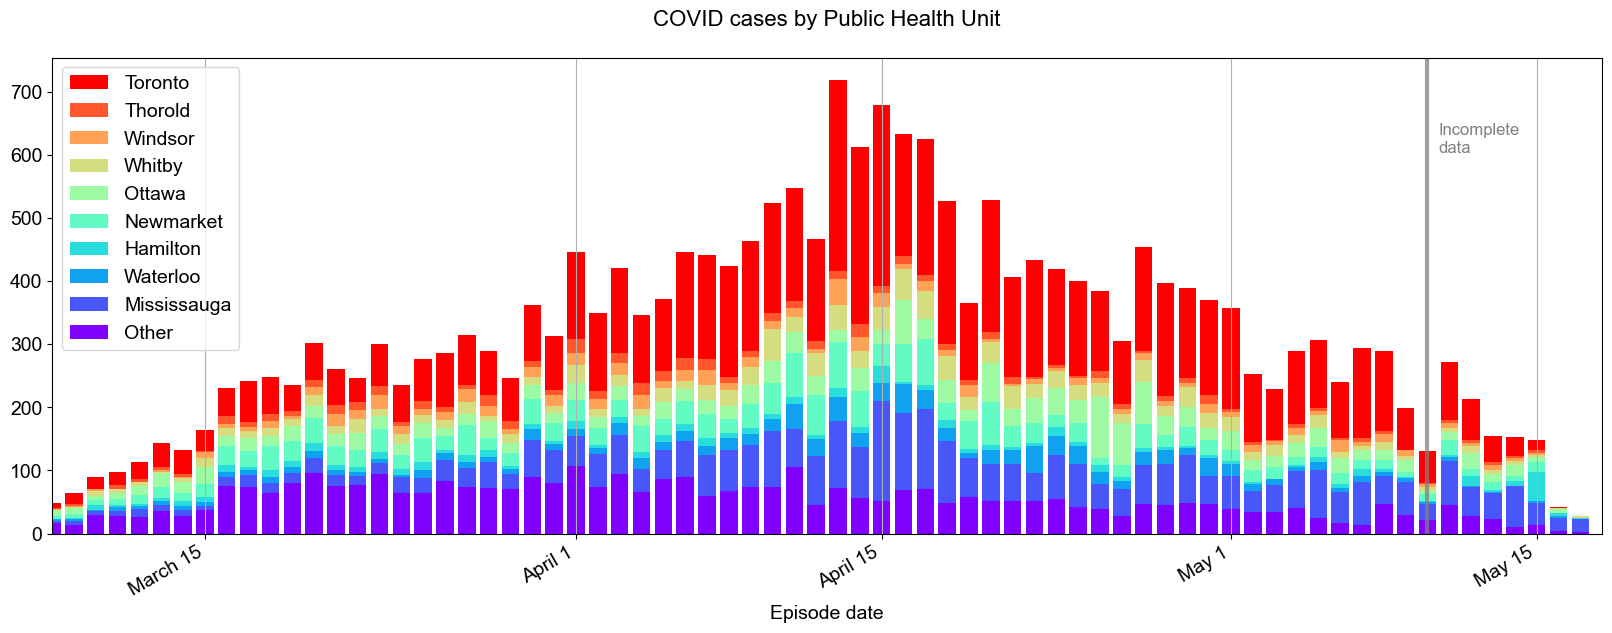 COVID cases by Public Health Unit
Toronto
Thorold
Windsor
Whitby
Ottawa
Newmarket
Hamilton
Waterloo
Mississauga
Other
Incomplete
data
700
600
500
400
300
200
100
0
March 15
April 1
April 15
May 1
May 15
Episode date